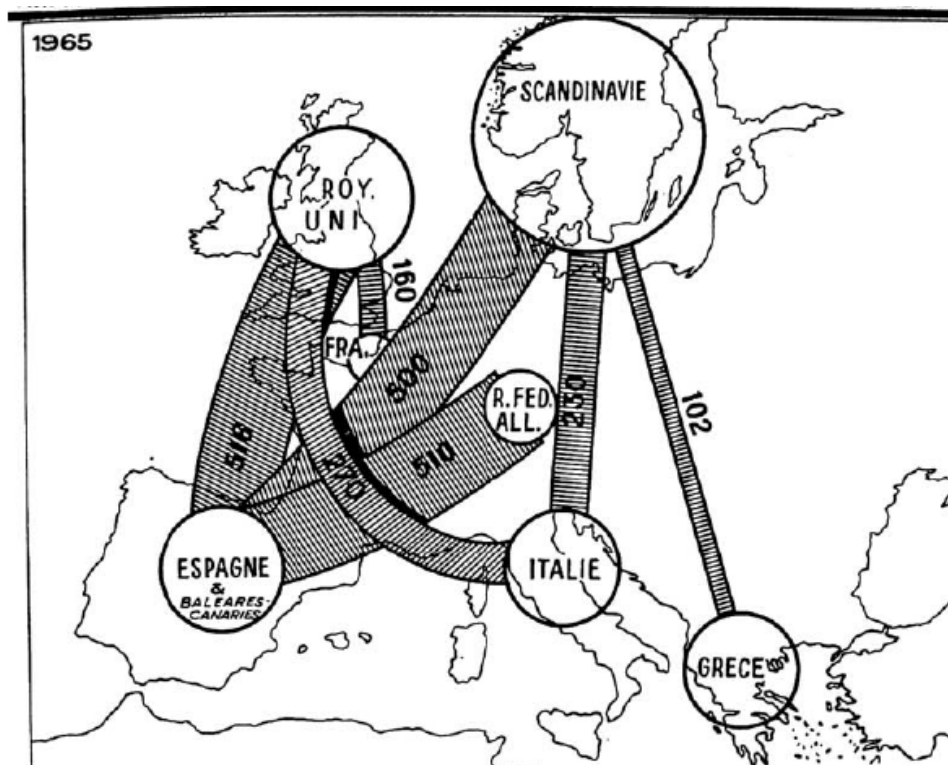 1965
SCANDINAVIE
ROY.
UNI
160
FRA.
600
R. FED.
ALL.
250
102
516
510
270
ESPAGNE
&
BALEARES-
CANARIES
ITALIE
GRECE